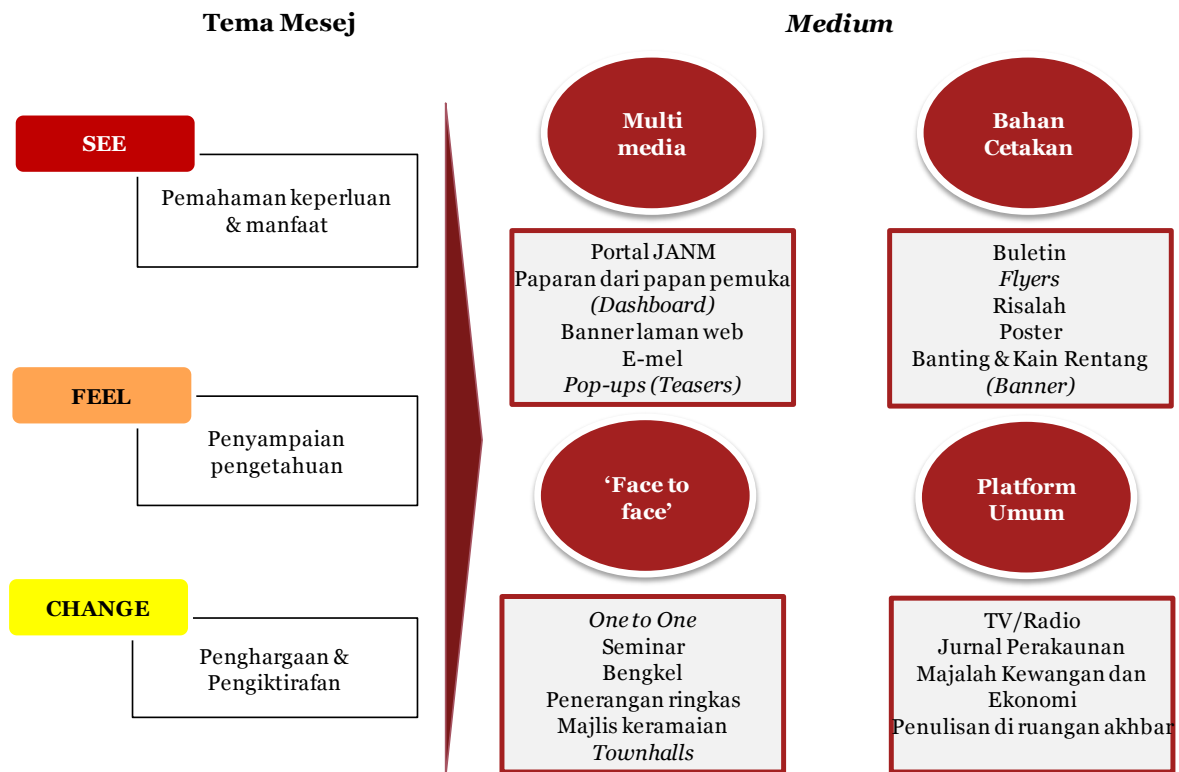 Tema Mesej
SEE
Pemahaman keperluan
& manfaat
FEEL
Penyampaian
pengetahuan
CHANGE
Penghargaan &
Pengiktirafan
Medium
Multi
media
Portal JANM
Paparan dari papan pemuka
(Dashboard)
Banner laman web
E-mel
Pop-ups (Teasers)
Bahan
Cetakan
Buletin
Flyers
Risalah
Poster
Banting & Kain Rentang
(Banner)
‘Face to
face’
One to One
Seminar
Bengkel
Penerangan ringkas
Majlis keramaian
Townhalls
Platform
Umum
TV/Radio
Jurnal Perakaunan
Majalah Kewangan dan
Ekonomi
Penulisan di ruangan akhbar